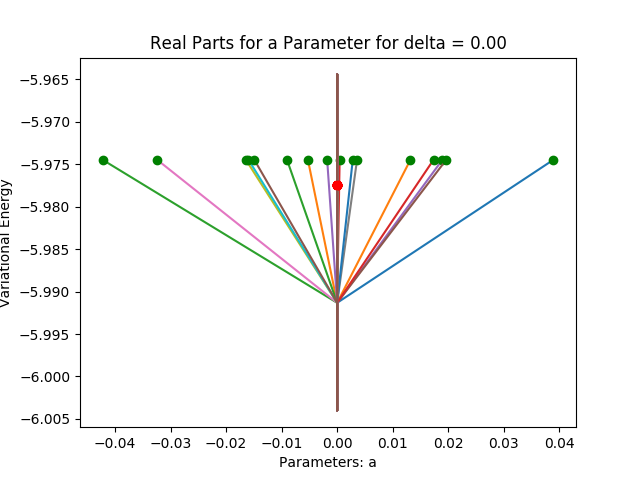 Real Parts for a Parameter for delta = 0.00
Variational Energy
−5.965
−5.970
−5.975
−5.980
−5.985
−5.990
−5.995
−6.000
−6.005
−0.04 −0.03 −0.02 −0.01 0.00 0.01 0.02 0.03 0.04
Parameters: a